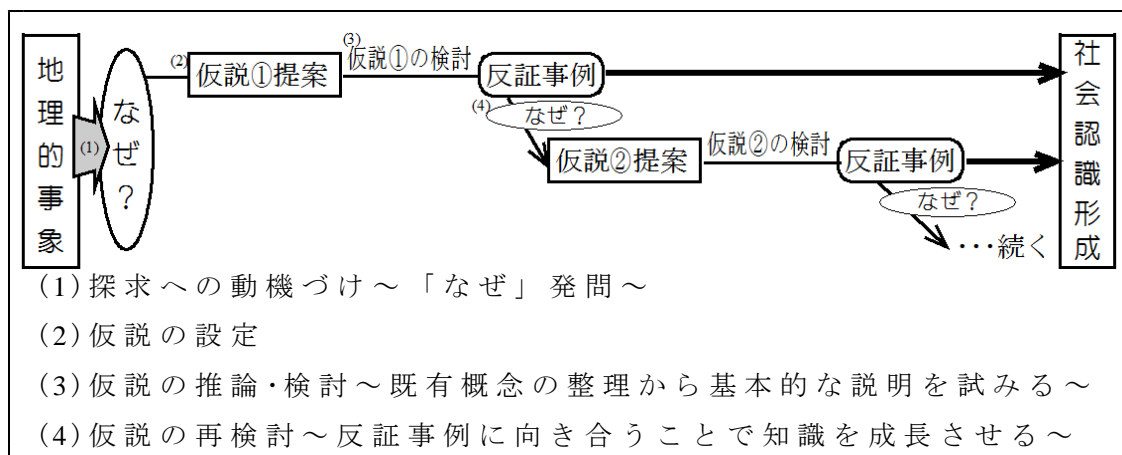 地理的事象
(1)
なぜ？
(2)
仮説①提案
(3)
仮説①の検討
反証事例
(4)
なぜ？
仮説②提案
仮説②の検討
反証事例
なぜ？
･･･続く
社会認識形成
(1)探求への動機づけ～「なぜ」発問～
(2)仮説の設定
(3)仮説の推論･検討～既有概念の整理から基本的な説明を試みる～
(4)仮説の再検討～反証事例に向き合うことで知識を成長させる～